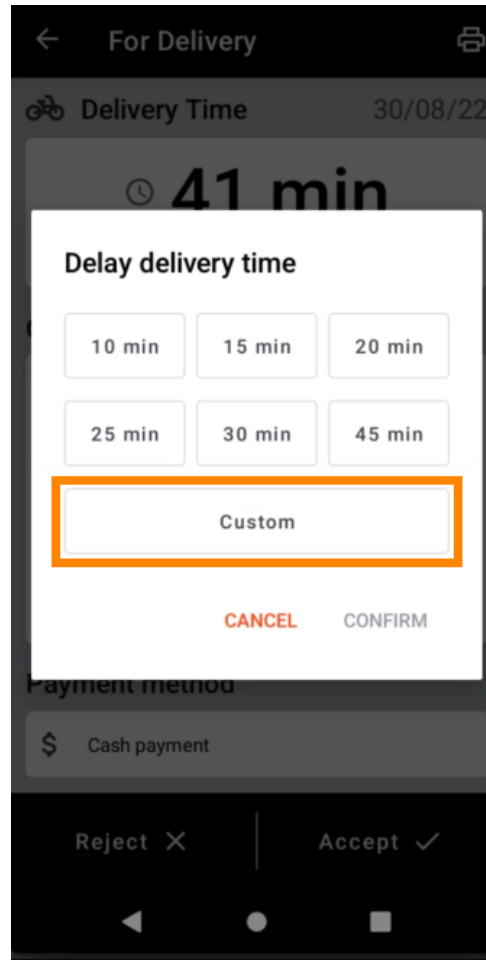 For Delivery
Delivery Time 30/08/22
41 min
Delay delivery time
10 min 15 min 20 min
25 min 30 min 45 min
Custom
CANCEL CONFIRM
Payment method
$ Cash payment
Reject Accept